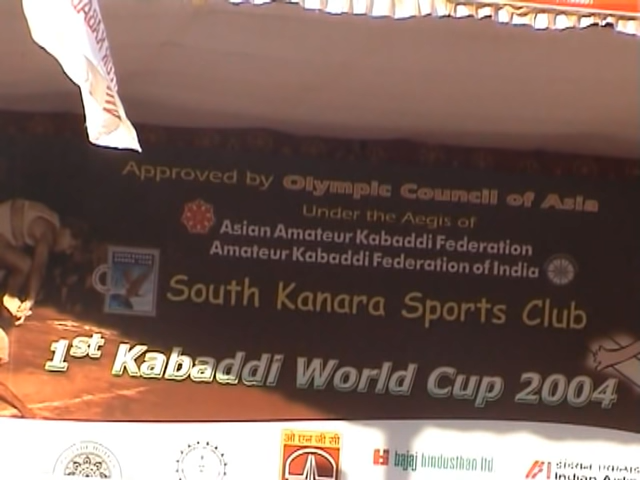 Approved by Olympic Council of Asia
Under the Aegis of
Asian Amateur Kabaddi Federation
Amateur Kabaddi Federation of India
South Kanara Sports Club
1st Kabaddi World Cup 2004
ओ एन जी सी
bajaj hindusthan ltd
Indian